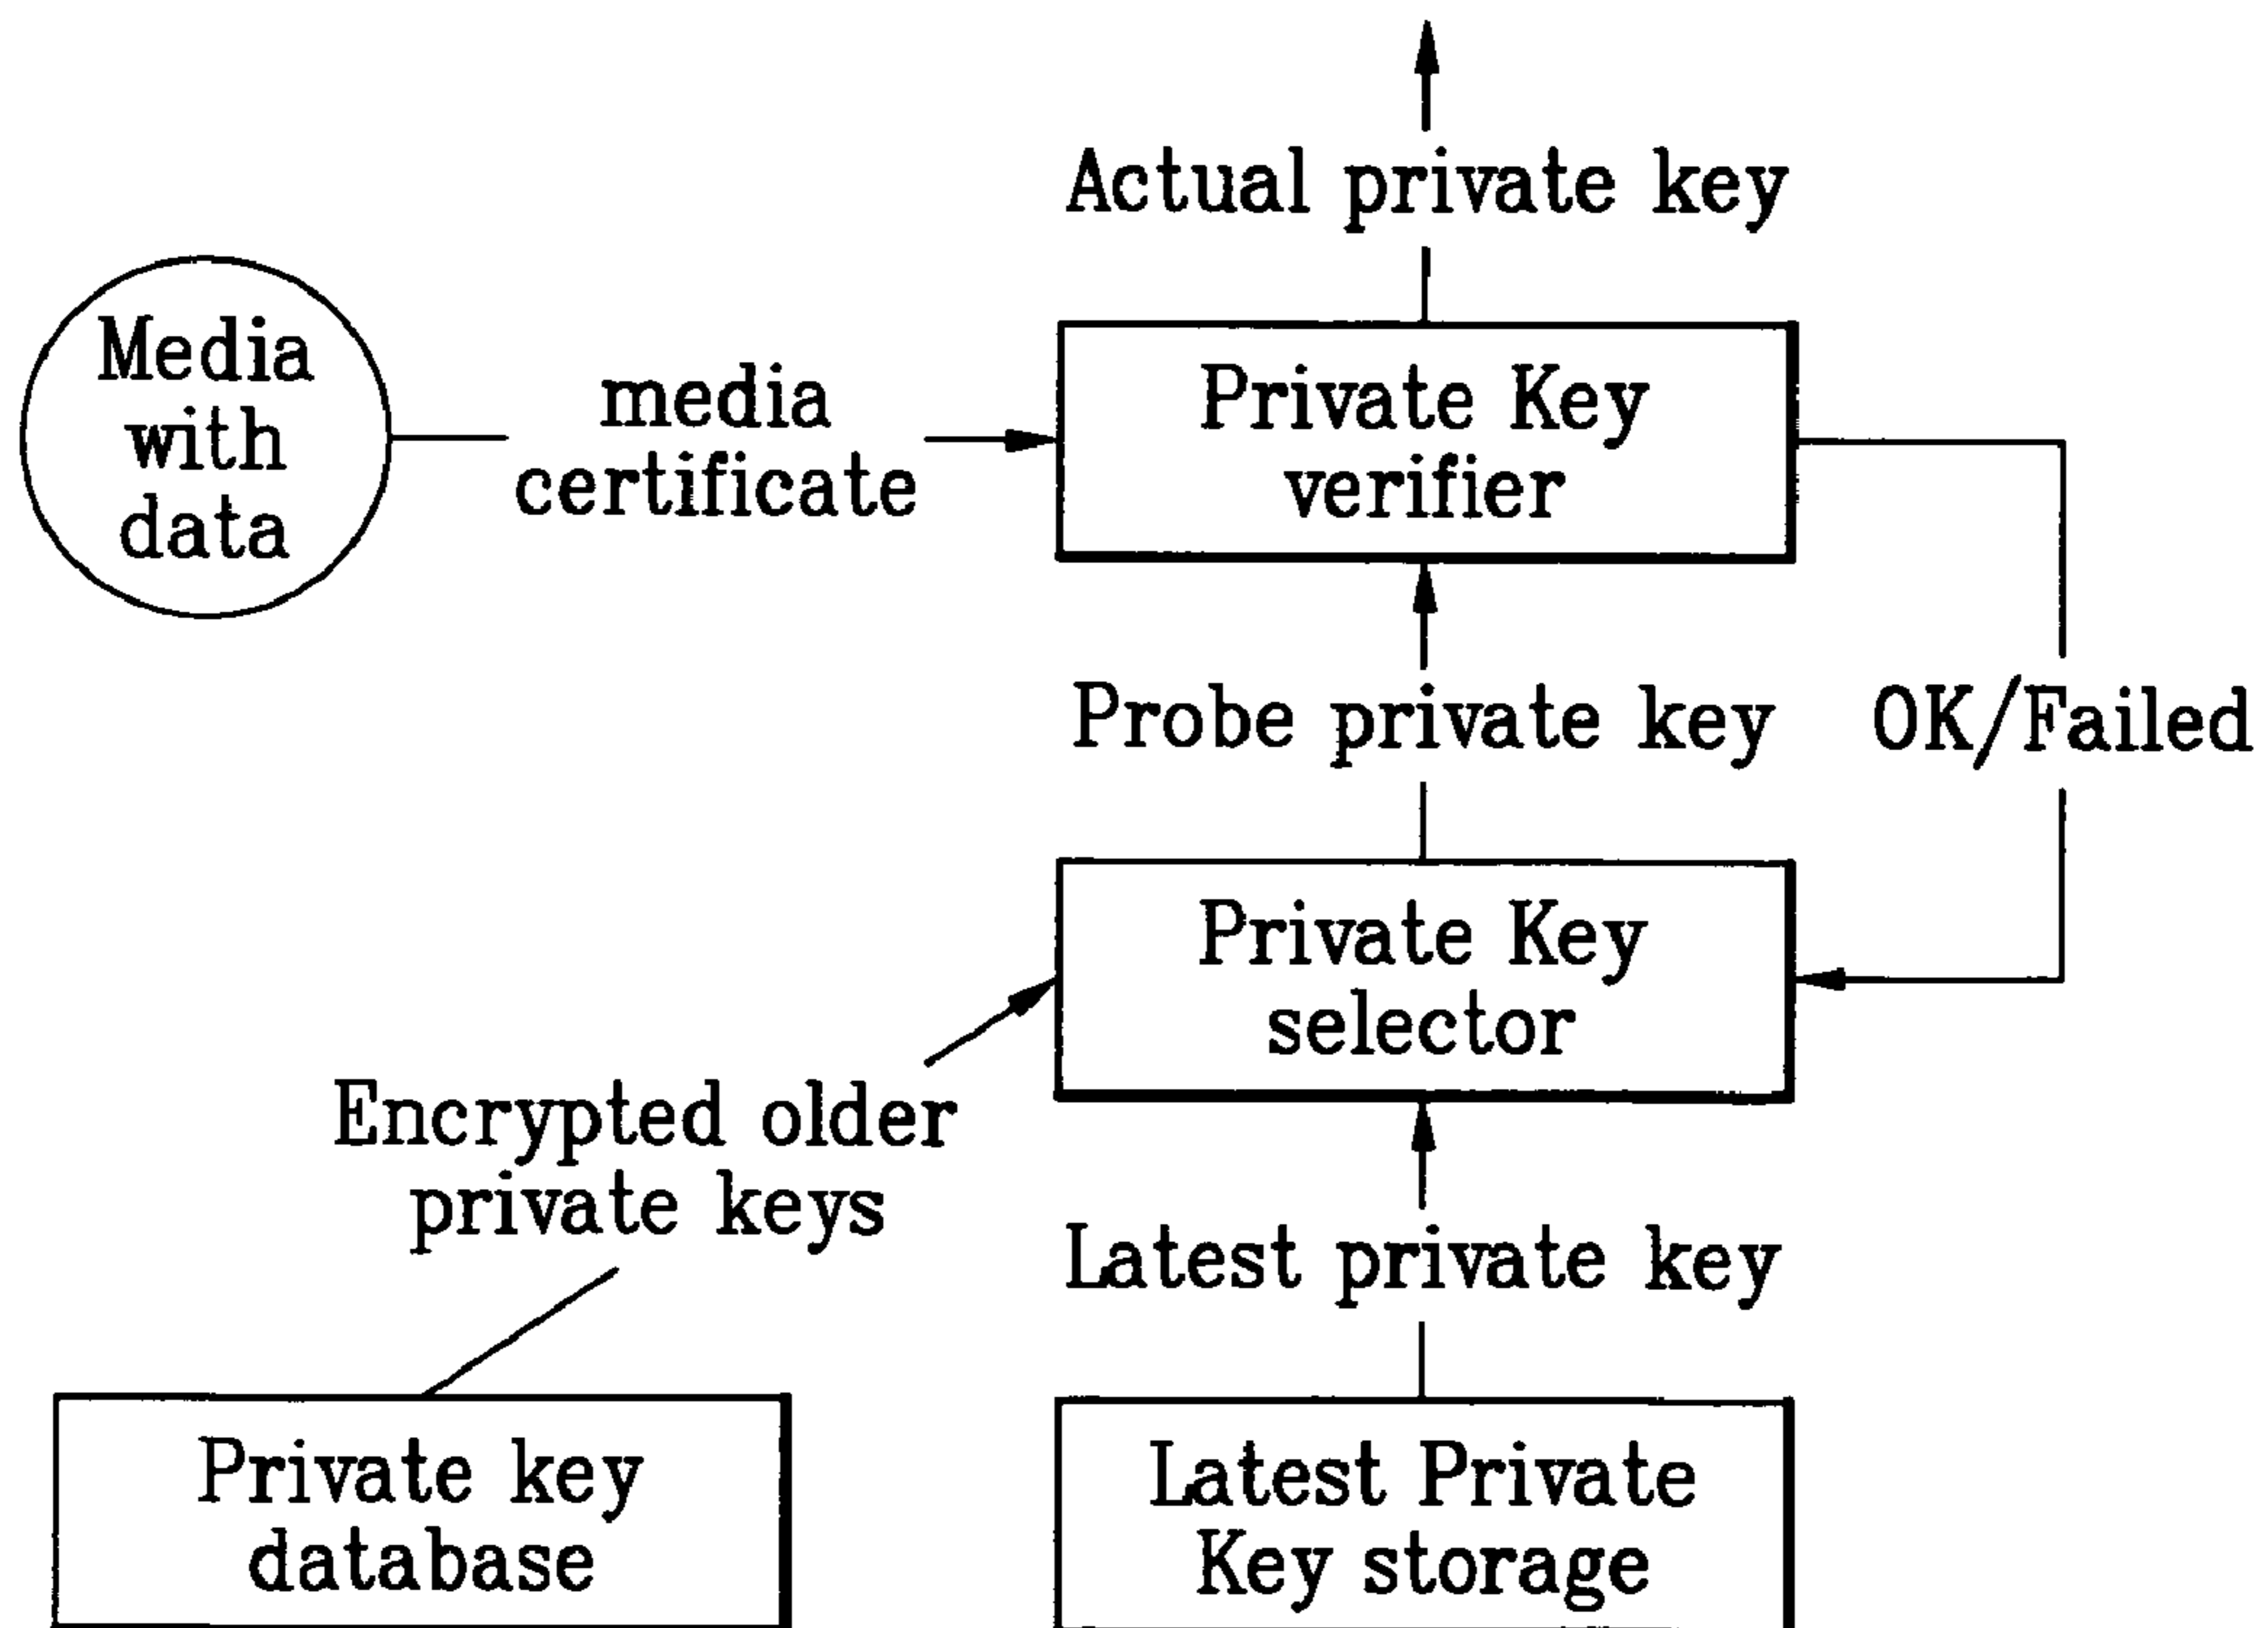 Actual private key
Media
with
data
media
certificate
Private Key
verifier
Probe private key
OK/Failed
Private Key
selector
Encrypted older
private keys
Latest private key
Private key
database
Latest Private
Key storage